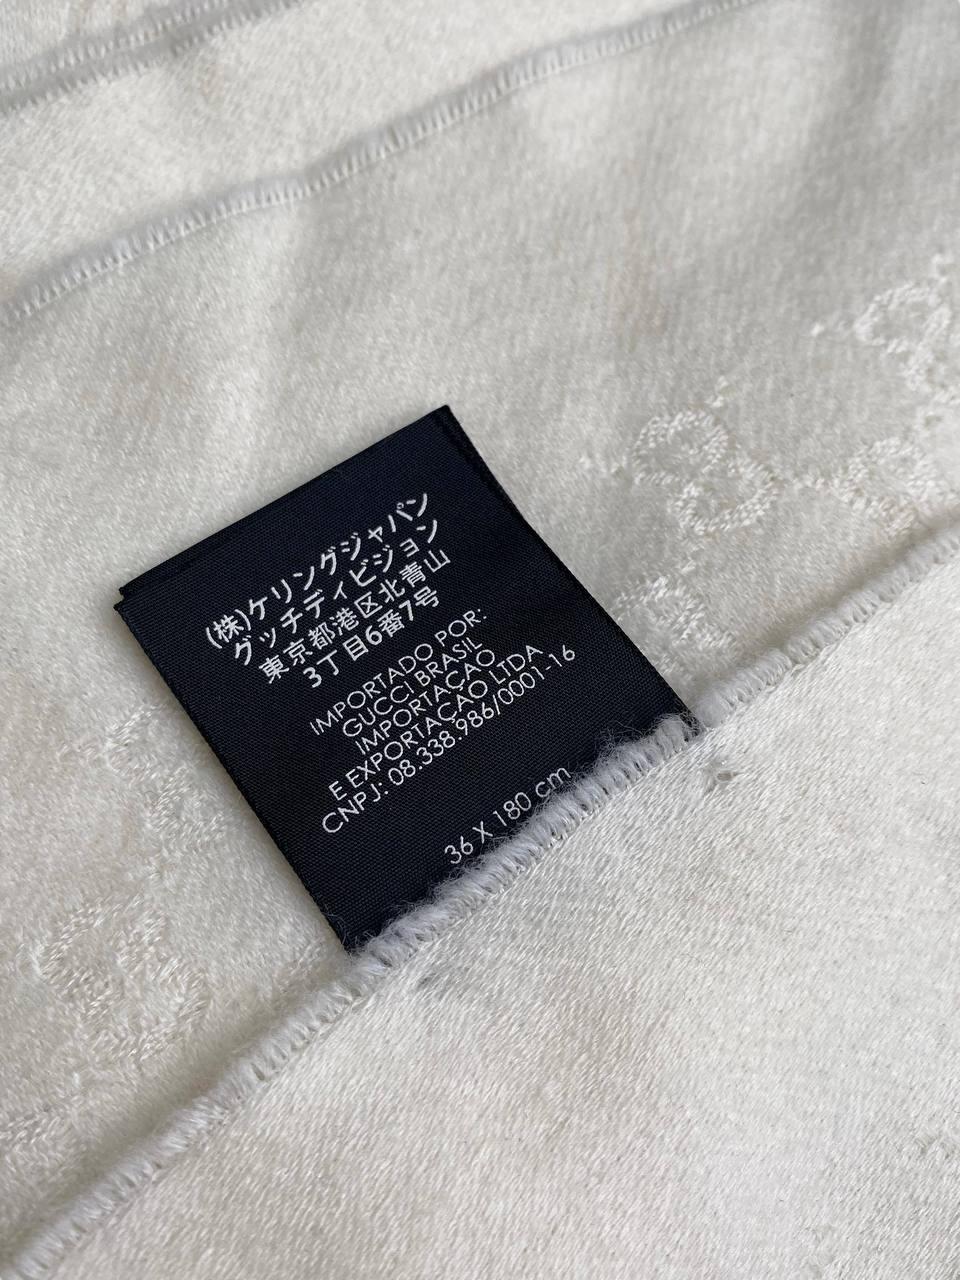 (株)ケリングジャパン
グッチディビジョン
東京都港区北青山
3丁目6番7号
IMPORTADO POR:
GUCCI BRASIL
IMPORTAÇAO
E EXPORTAÇAO LTDA
CNPJ: 08.338.986/0001-16
36 X 180 cm